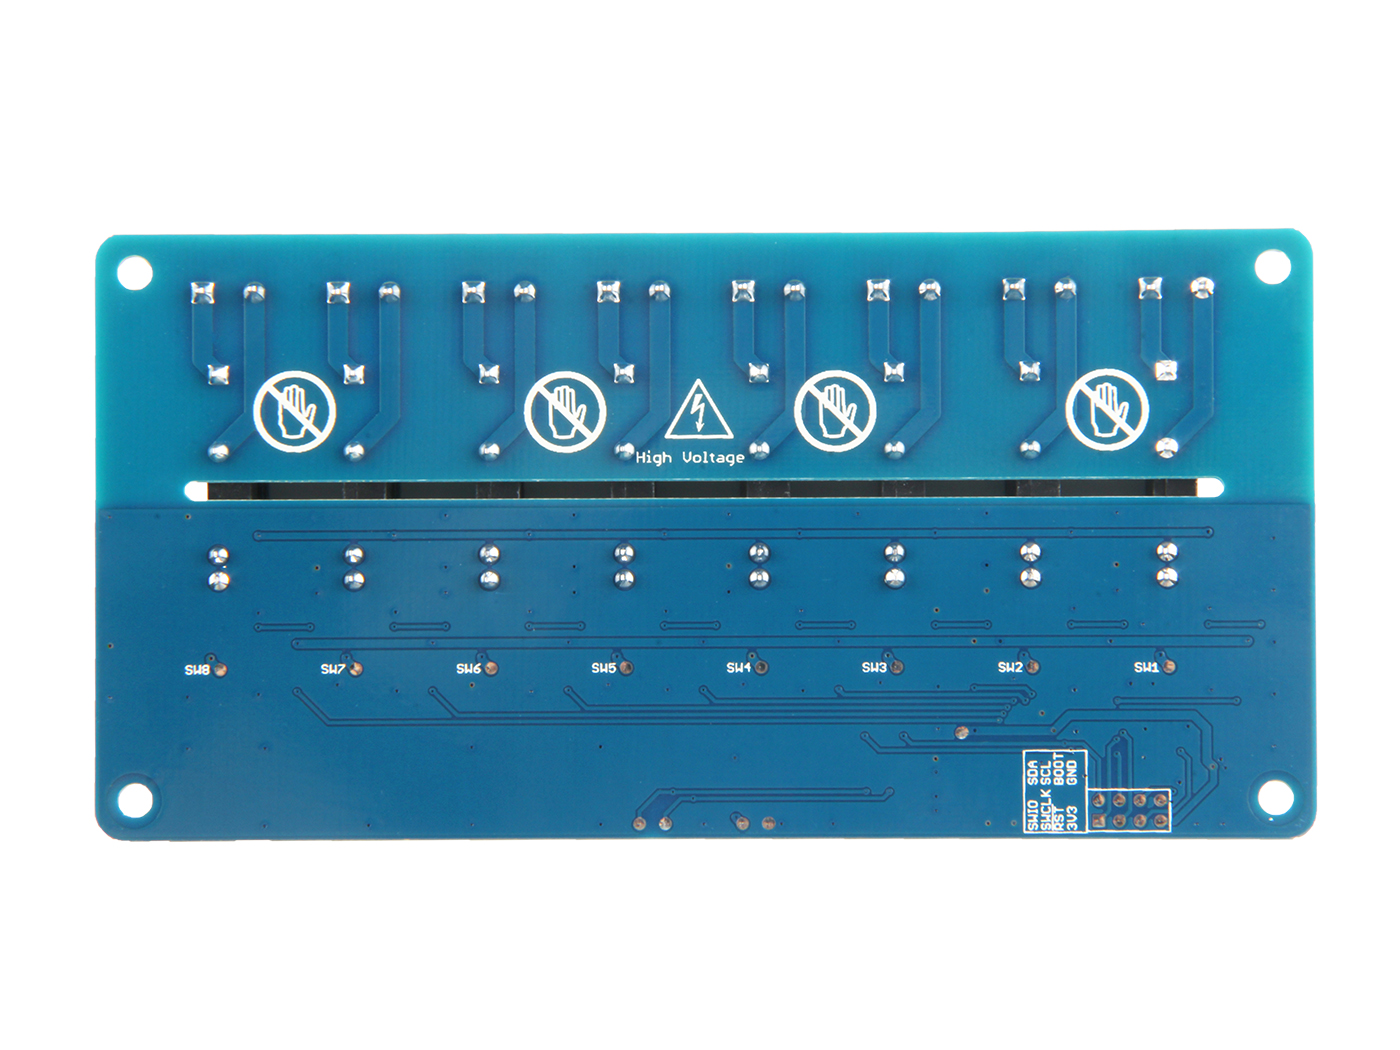 High Voltage
SW8 SW7 SW6 SW5 SW4 SW3 SW2 SW1
SWIO SDA
SWCLK SCL
RST BOOT
3V3 GND